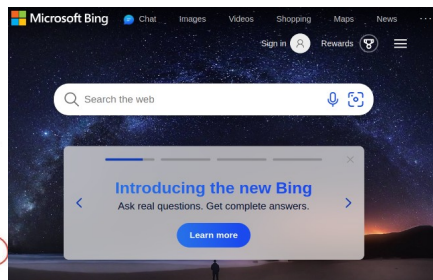 Microsoft Bing Chat Images Videos Shopping Maps News ...
Sign in Rewards
Search the web
Introducing the new Bing
Ask real questions. Get complete answers.
Learn more